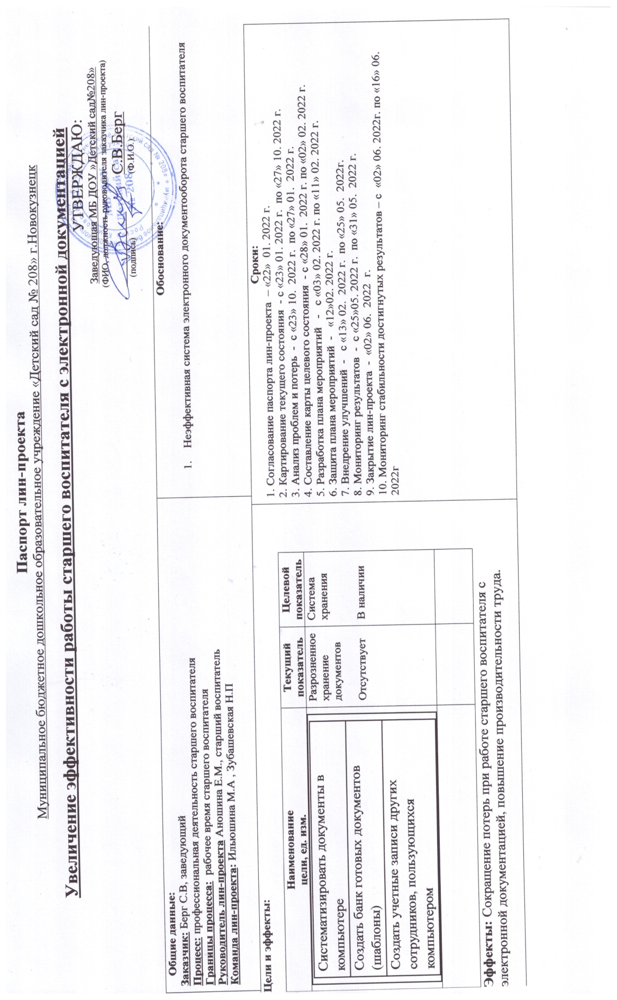 Паспорт лин-проекта
Муниципальное бюджетное дошкольное образовательное учреждение «Детский сад № 208» г.Новокузнецк
Увеличение эффективности работы старшего воспитателя с электронной документацией
УТВЕРЖДАЮ:
Заведующая МБ ДОУ »Детский сад№208»
(ФИО, должность руководителя заказчика лин-проекта)
С.В.Берг
(подпись) (Ф.И.О.)
Общие данные:
Заказчик: Берг С.В, заведующий
Процесс: профессиональная деятельность старшего воспитателя
Границы процесса: рабочее время старшего воспитателя
Руководитель лин-проекта Аношина Е.М., старший воспитатель
Команда лин-проекта: Ильюшина М.А , Зубашевская Н.П
Обоснование:
1. Неэффективная система электронного документооборота старшего воспитателя
Цели и эффекты:
Наименование
цели, ед. изм.
Текущий
показатель
Целевой
показатель
Систематизировать документы в
компьютере
Разрозненное
хранение
документов
Система
хранения
Создать банк готовых документов
(шаблоны)
Отсутствует
В наличии
Создать учетные записи других
сотрудников, пользующихся
компьютером
Эффекты: Сокращение потерь при работе старшего воспитателя с
электронной документацией, повышение производительности труда.
Сроки:
1. Согласование паспорта лин-проекта – «22» 01. 2022 г.
2. Картирование текущего состояния - с «23» 01. 2022 г. по «27» 10. 2022 г.
3. Анализ проблем и потерь - с «23» 10. 2022 г. по «27» 01. 2022 г.
4. Составление карты целевого состояния - с «28» 01. 2022 г. по «02» 02. 2022 г.
5. Разработка плана мероприятий - с «03» 02. 2022 г. по «11» 02. 2022 г.
6. Защита плана мероприятий - «12»02. 2022 г.
7. Внедрение улучшений - с «13» 02. 2022 г. по «25» 05. 2022г.
8. Мониторинг результатов - с «25»05. 2022 г. по «31» 05. 2022 г.
9. Закрытие лин-проекта - «02» 06. 2022 г.
10. Мониторинг стабильности достигнутых результатов – с «02» 06. 2022г. по «16» 06.
2022г